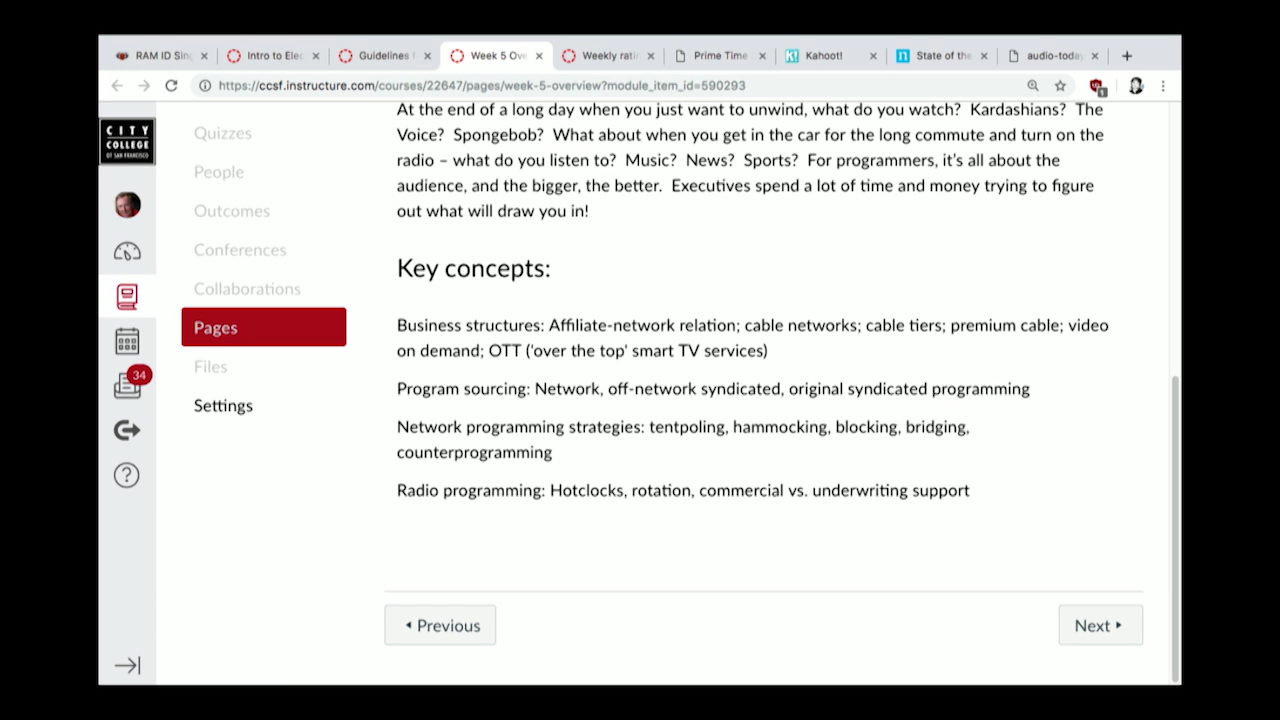 RAM ID Sin
Intro to Elec
Guidelines f
Week 5 Ove
Weekly ratin
Prime Time
Kahoot!
State of the
audio-today
https://ccsf.instructure.com/courses/22647/pages/week-5-overview?module_item_id=590293
1
CITY
COLLEGE
OF SAN FRANCISCO
34
Quizzes
People
Outcomes
Conferences
Collaborations
Pages
Files
Settings
At the end of a long day when you just want to unwind, what do you watch? Kardashians? The
Voice? Spongebob? What about when you get in the car for the long commute and turn on the
radio – what do you listen to? Music? News? Sports? For programmers, it's all about the
audience, and the bigger, the better. Executives spend a lot of time and money trying to figure
out what will draw you in!
Key concepts:
Business structures: Affiliate-network relation; cable networks; cable tiers; premium cable; video
on demand; OTT ('over the top' smart TV services)
Program sourcing: Network, off-network syndicated, original syndicated programming
Network programming strategies: tentpoling, hammocking, blocking, bridging,
counterprogramming
Radio programming: Hotclocks, rotation, commercial vs. underwriting support
Previous
Next